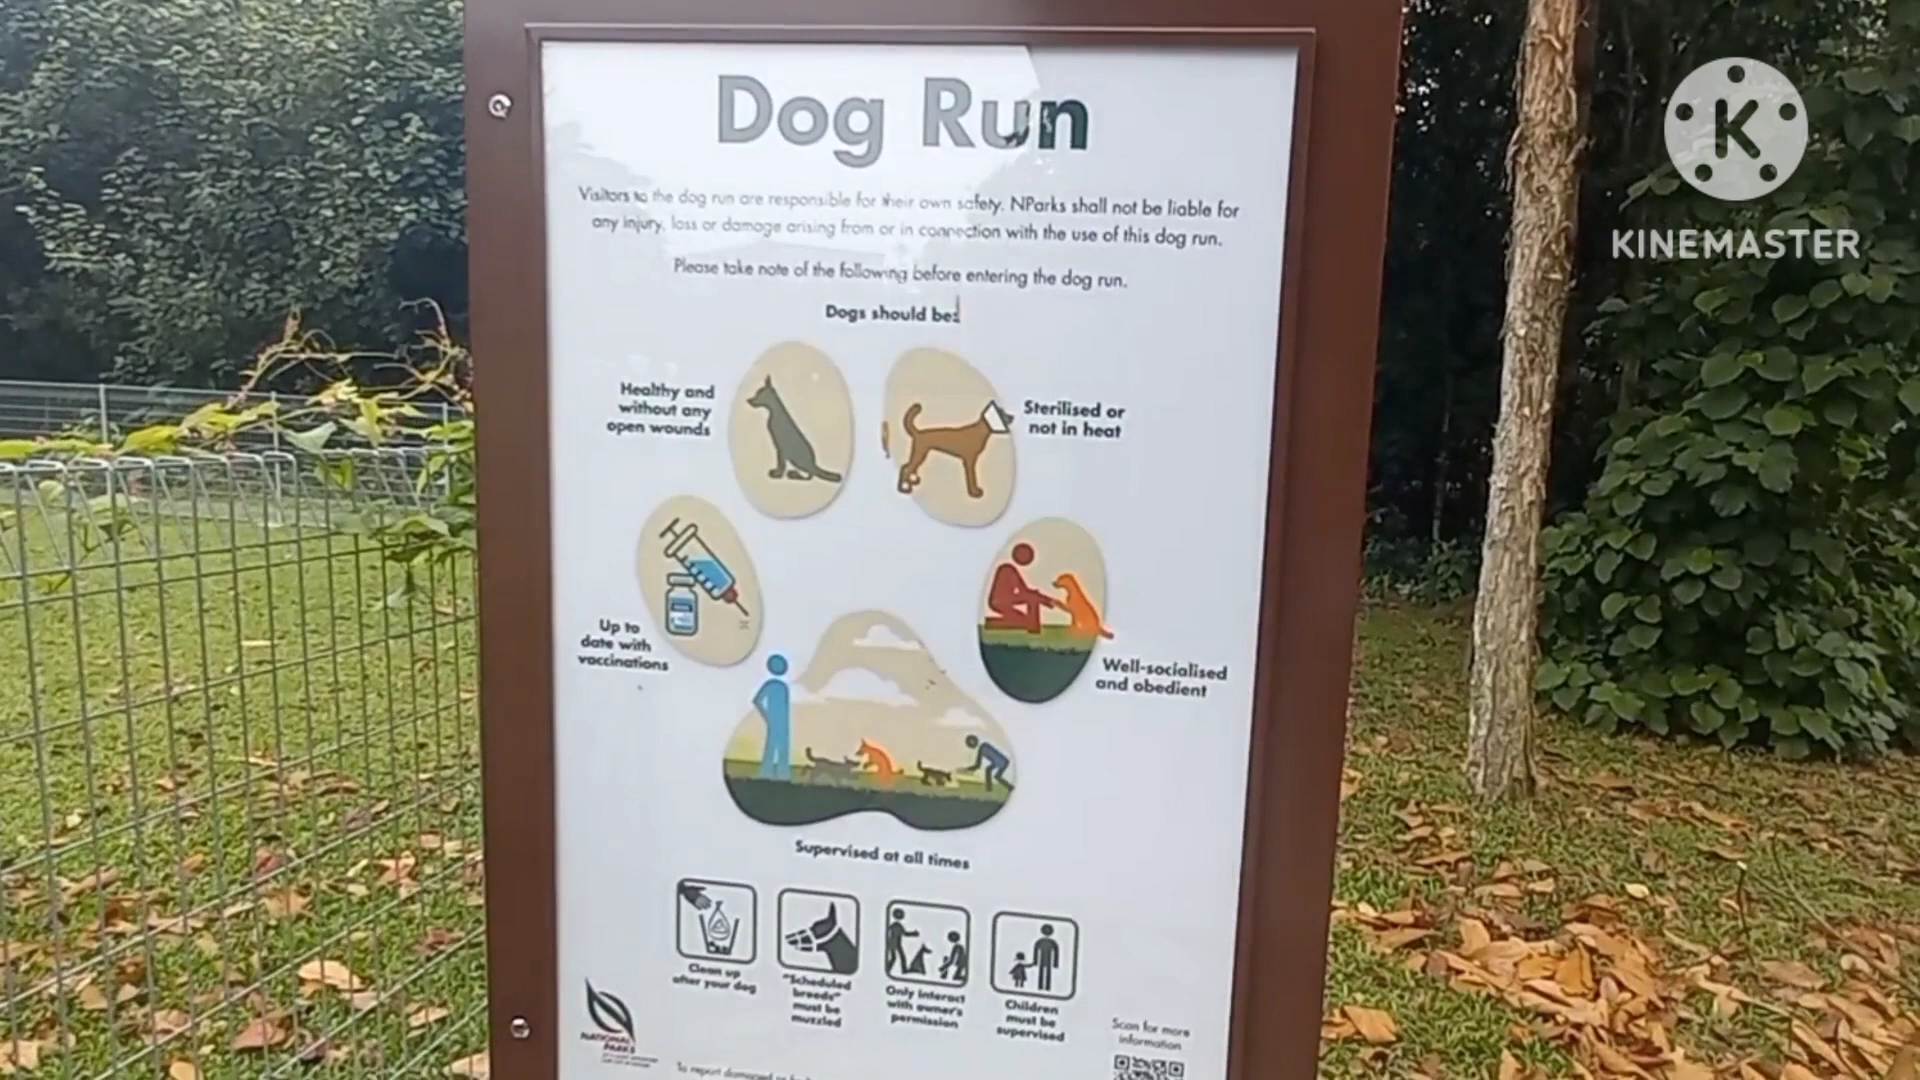 Dog Run
Visitors to the dog run are responsible for their own safety. NParks shall not be liable for
any injury, loss or damage arising from or in connection with the use of this dog run.
Please take note of the following before entering the dog run.
Dogs should be:
Healthy and
without any
open wounds
Sterilised or
not in heat
Up to
date with
vaccinations
Well-socialised
and obedient
Supervised at all times
Clean up
after your dog
"Scheduled
breeds"
must be
muzzled
Only interact
with owner's
permission
Children
must be
supervised
NATIONAL
PARKS
Scan for more
information
To report damaged
K
KINEMASTER